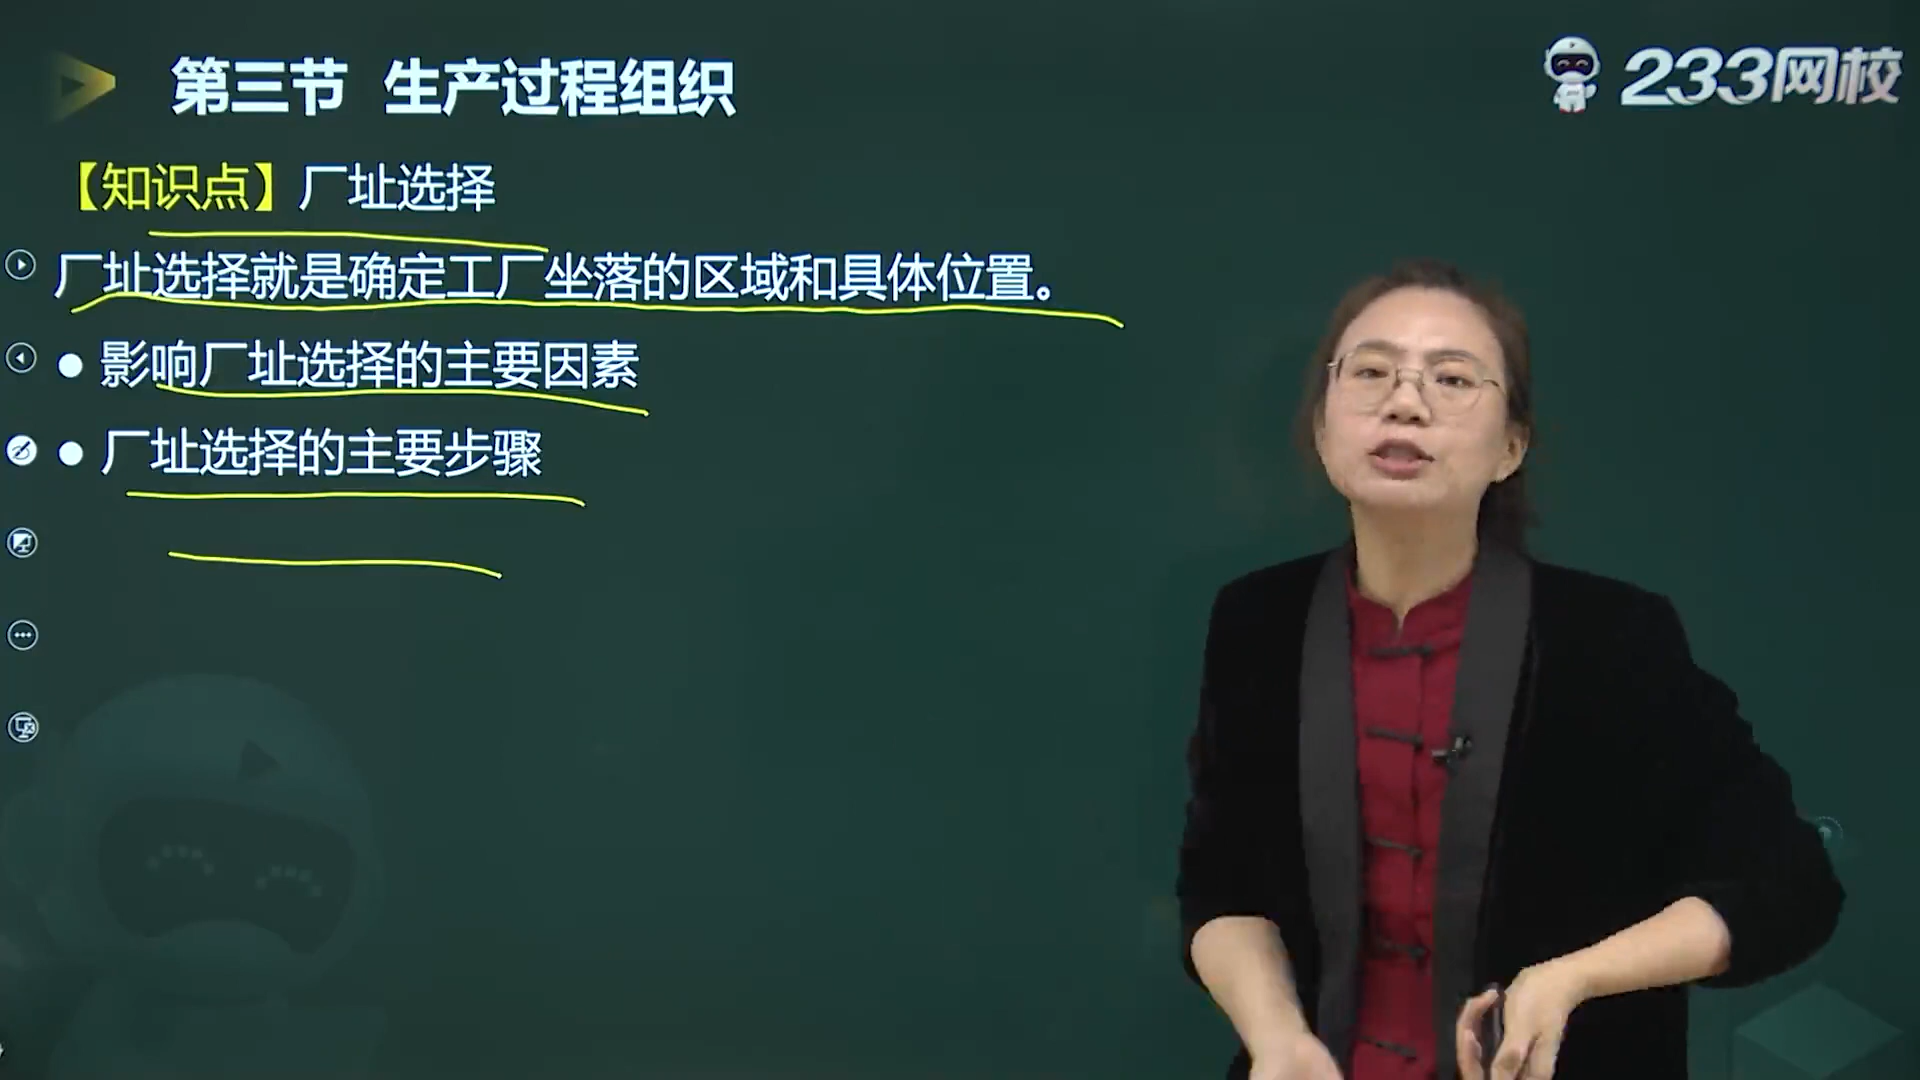 第三节 生产过程组织
233网校
【知识点】厂址选择
厂址选择就是确定工厂坐落的区域和具体位置。
● 影响厂址选择的主要因素
● 厂址选择的主要步骤